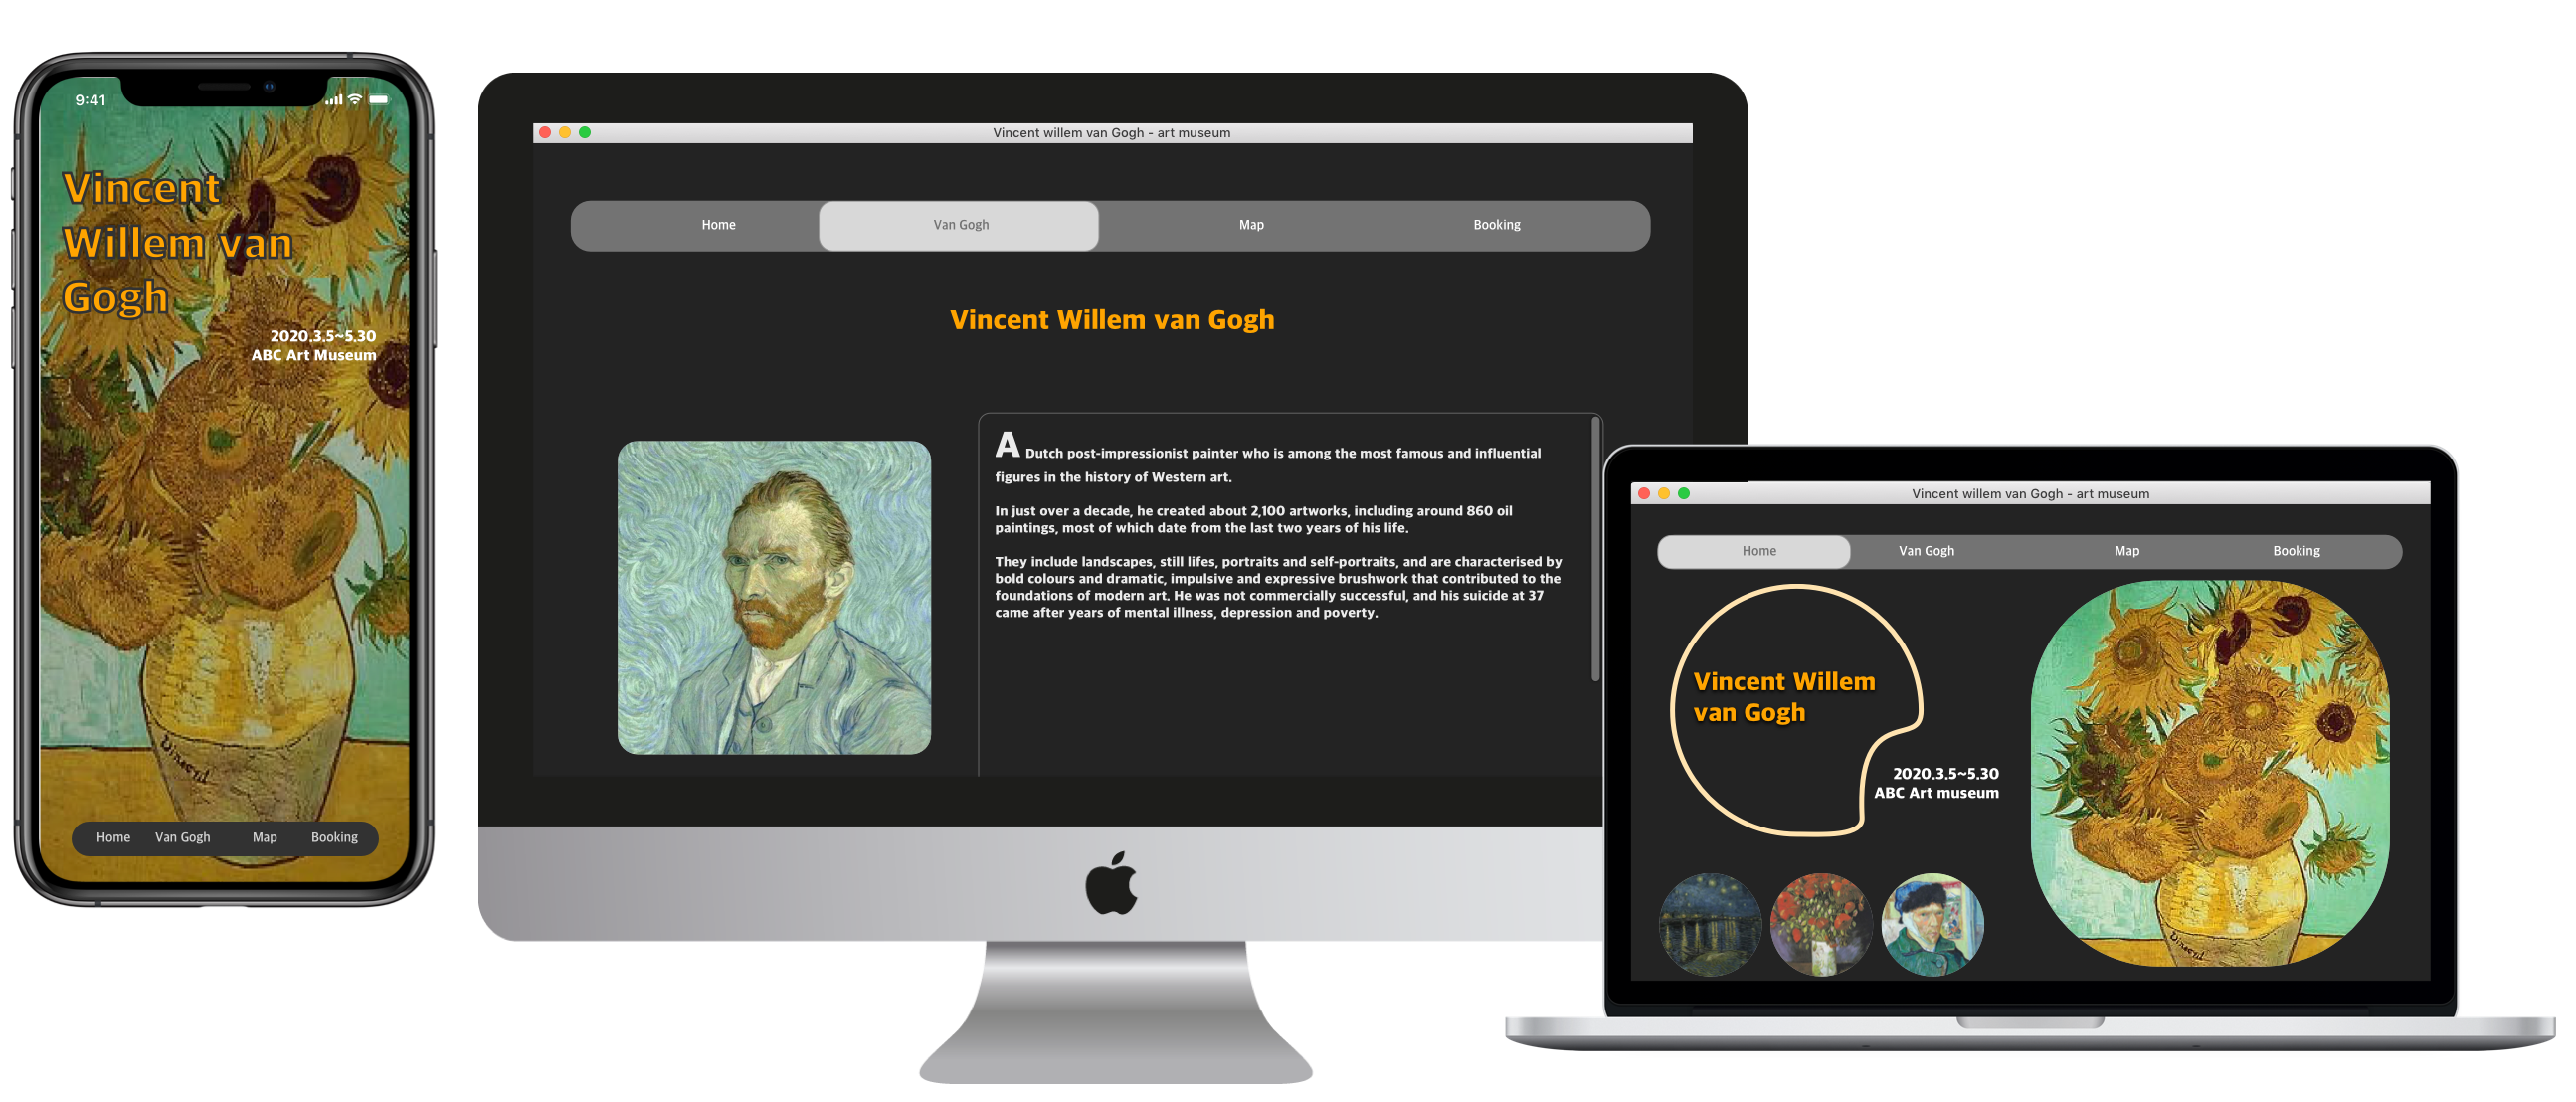 9:41
Vincent
Willem van
Gogh
2020.3.5~5.30
ABC Art Museum
Vincent
Home Van Gogh Map Booking
Vincent willem van Gogh - art museum
Home Van Gogh Map Booking
Vincent Willem van Gogh
A Dutch post-impressionist painter who is among the most famous and influential
figures in the history of Western art.
In just over a decade, he created about 2,100 artworks, including around 860 oil
paintings, most of which date from the last two years of his life.
They include landscapes, still lifes, portraits and self-portraits, and are characterised by
bold colours and dramatic, impulsive and expressive brushwork that contributed to the
foundations of modern art. He was not commercially successful, and his suicide at 37
came after years of mental illness, depression and poverty.
Vincent willem van Gogh - art museum
Home Van Gogh Map Booking
Vincent Willem
van Gogh
2020.3.5~5.30
ABC Art museum
Vincent